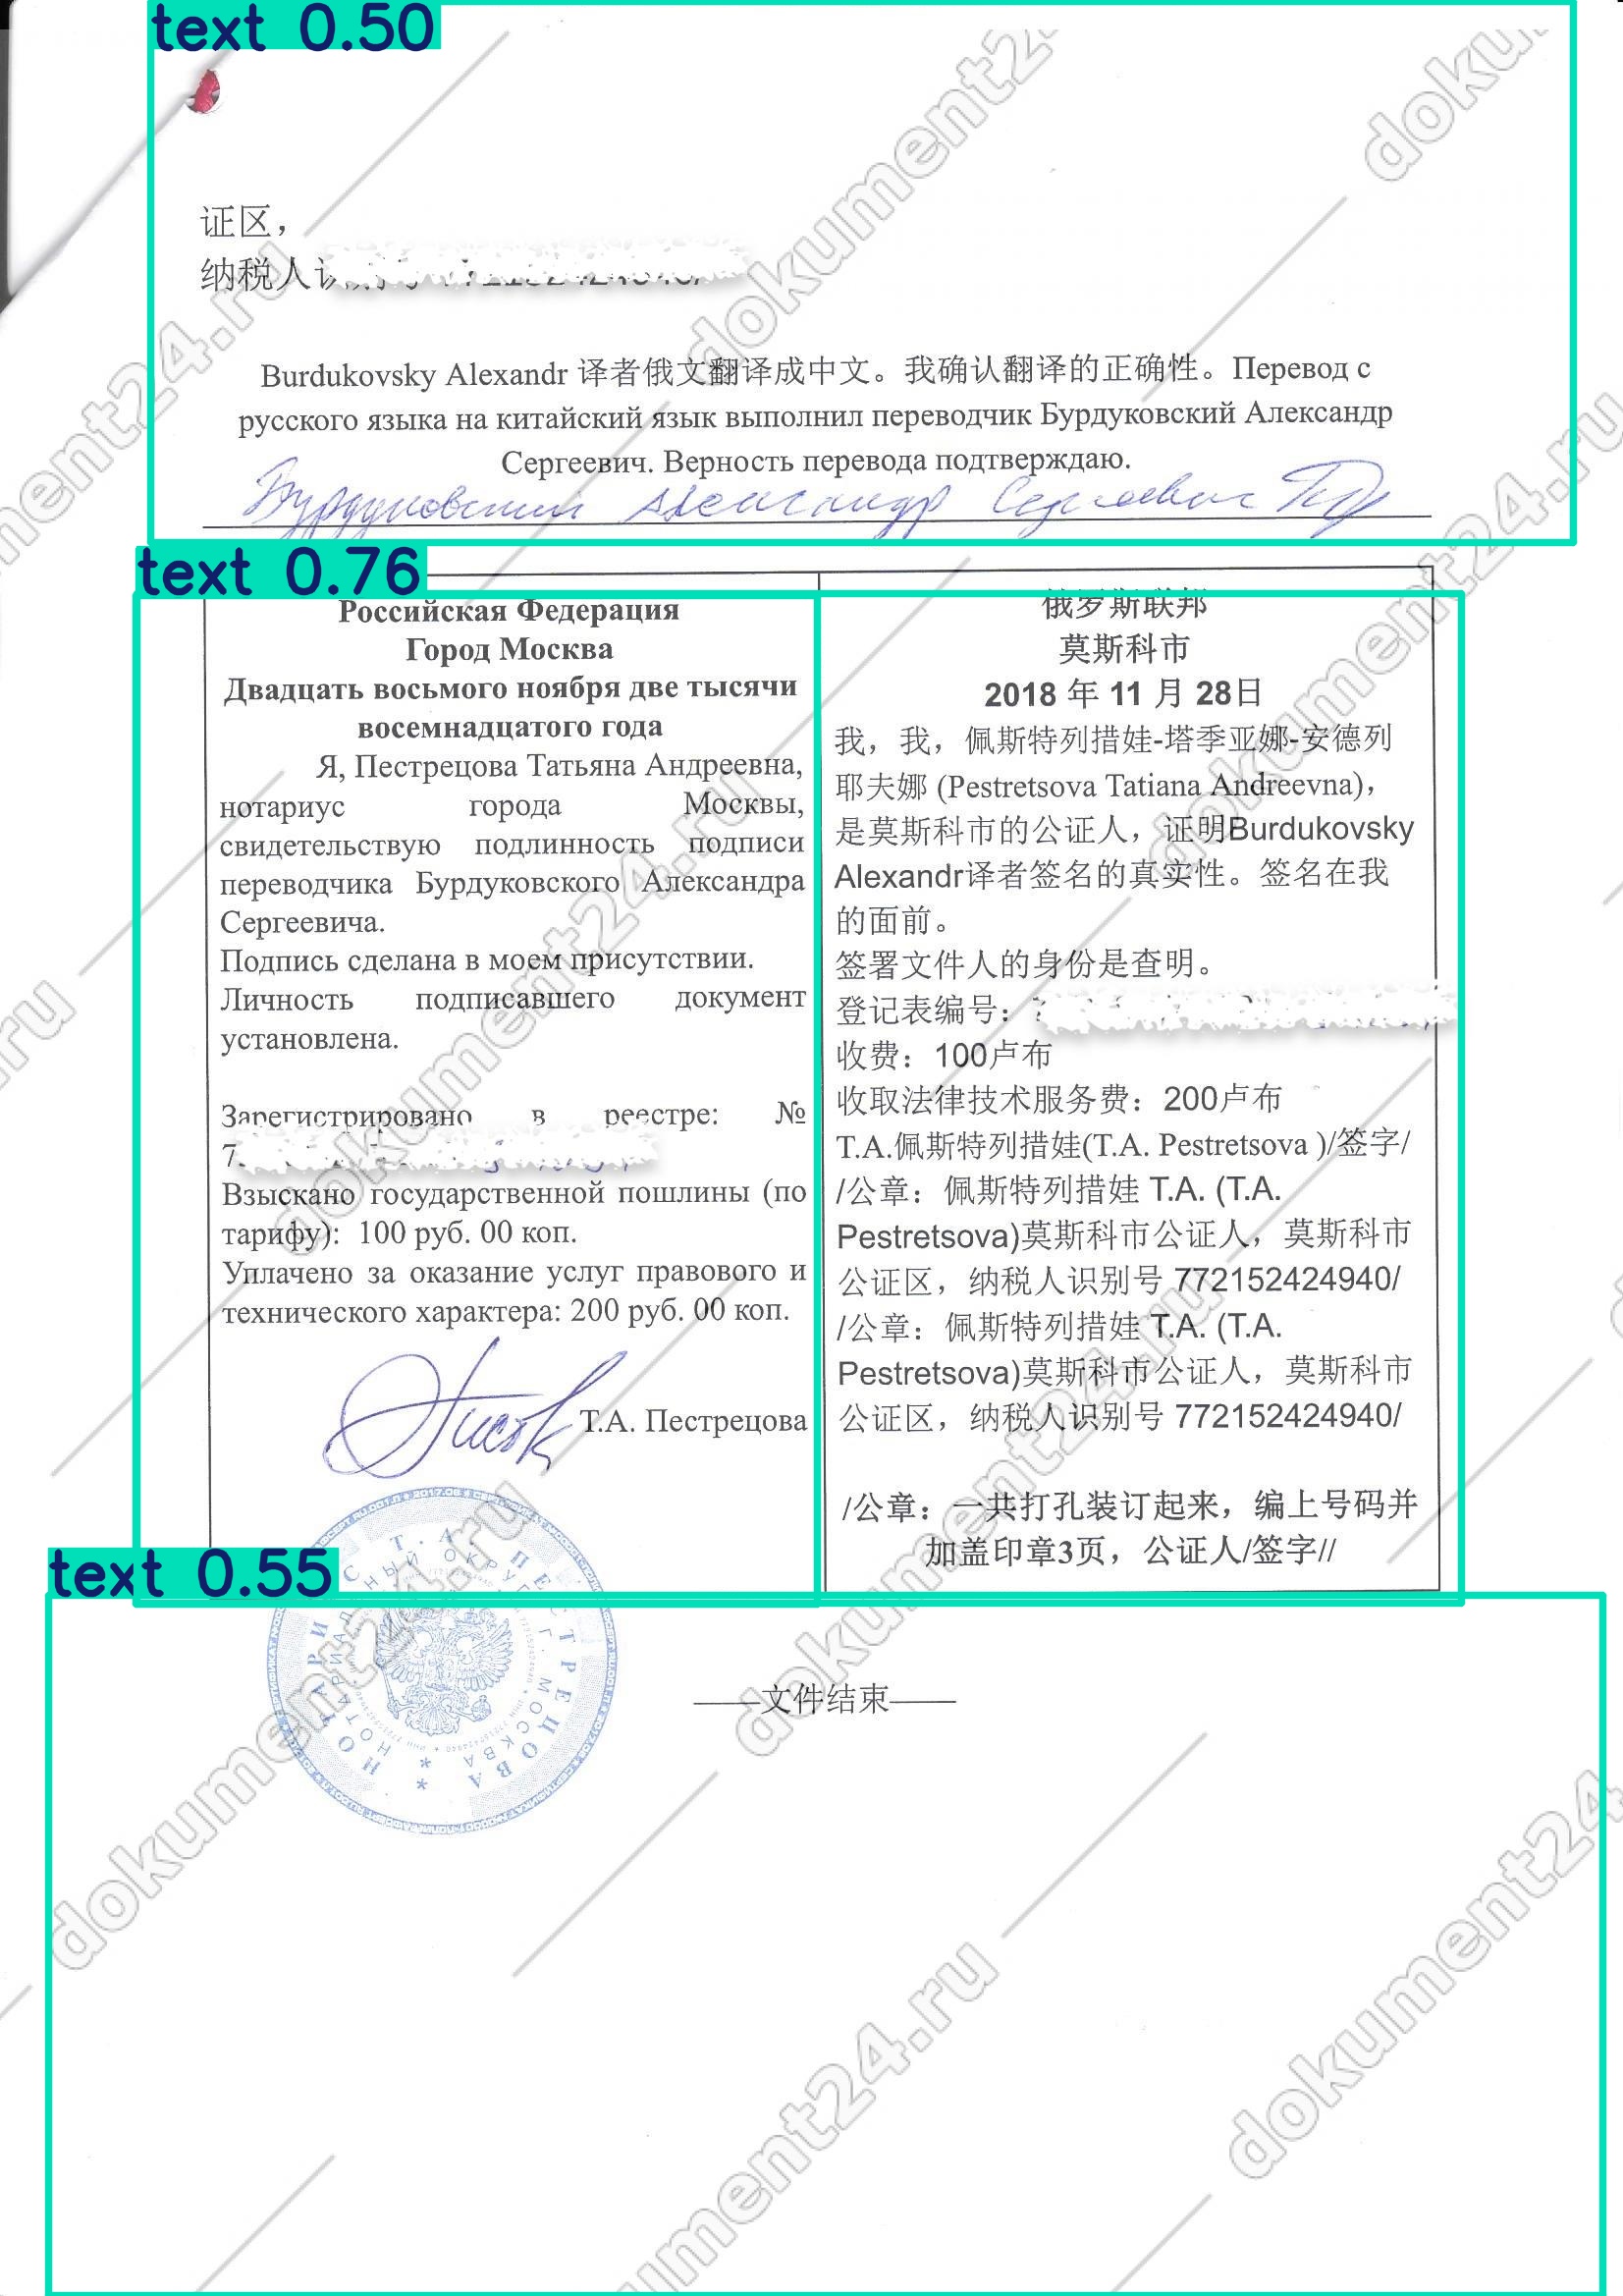 text 0.50
证区，
纳税人
Burdukovsky Alexandr 译者俄文翻译成中文。我确认翻译的正确性。Перевод с
русского языка на китайский язык выполнил переводчик Бурдуковский Александр
Сергеевич. Верность перевода подтверждаю.
Бурдуковский Александр Сергеевич
text 0.76
Российская Федерация
Город Москва
Двадцать восьмого ноября две тысячи
восемнадцатого года
Я, Пестрецова Татьяна Андреевна,
нотариус города Москвы,
свидетельствую подлинность подписи
переводчика Бурдуковского Александра
Сергеевича.
Подпись сделана в моем присутствии.
Личность подписавшего документ
установлена.
Зарегистрировано в реестре: №
Взыскано государственной пошлины (по
тарифу): 100 руб. 00 коп.
Уплачено за оказание услуг правового и
технического характера: 200 руб. 00 коп.
Т.А. Пестрецова
俄罗斯联邦
莫斯科市
2018 年 11 月 28日
我，我，佩斯特列措娃-塔季亚娜-安德列
耶夫娜 (Pestretsova Tatiana Andreevna)，
是莫斯科市的公证人，证明Burdukovsky
Alexandr译者签名的真实性。签名在我
的面前。
签署文件人的身份是查明。
登记表编号：
收费：100卢布
收取法律技术服务费：200卢布
T.A.佩斯特列措娃(T.A. Pestretsova )/签字/
/公章：佩斯特列措娃 T.A. (T.A.
Pestretsova)莫斯科市公证人，莫斯科市
公证区，纳税人识别号 772152424940/
/公章：佩斯特列措娃 T.A. (T.A.
Pestretsova)莫斯科市公证人，莫斯科市
公证区，纳税人识别号 772152424940/
/公章：一共打孔装订起来，编上号码并
加盖印章3页，公证人/签字//
text 0.55
НОТАРИУС Т.А. ПЕСТРЕЦОВА
НОТАРИАЛЬНЫЙ ОКРУГ Г. МОСКВА
——文件结束——
dokument24.ru